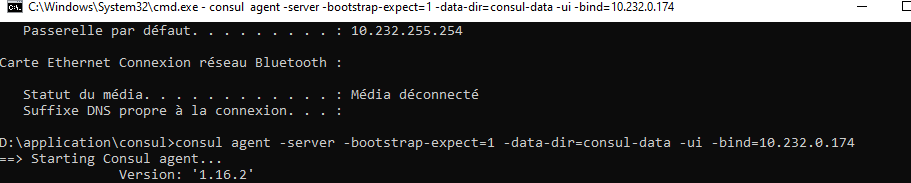 C:\Windows\System32\cmd.exe - consul agent -server -bootstrap-expect=1 -data-dir=consul-data -ui -bind=10.232.0.174
Passerelle par défaut. . . . . . . . . : 10.232.255.254
Carte Ethernet Connexion réseau Bluetooth :
Statut du média. . . . . . . . . . . . : Média déconnecté
Suffixe DNS propre à la connexion. . . :
D:\application\consul>consul agent -server -bootstrap-expect=1 -data-dir=consul-data -ui -bind=10.232.0.174
==> Starting Consul agent...
Version: '1.16.2'